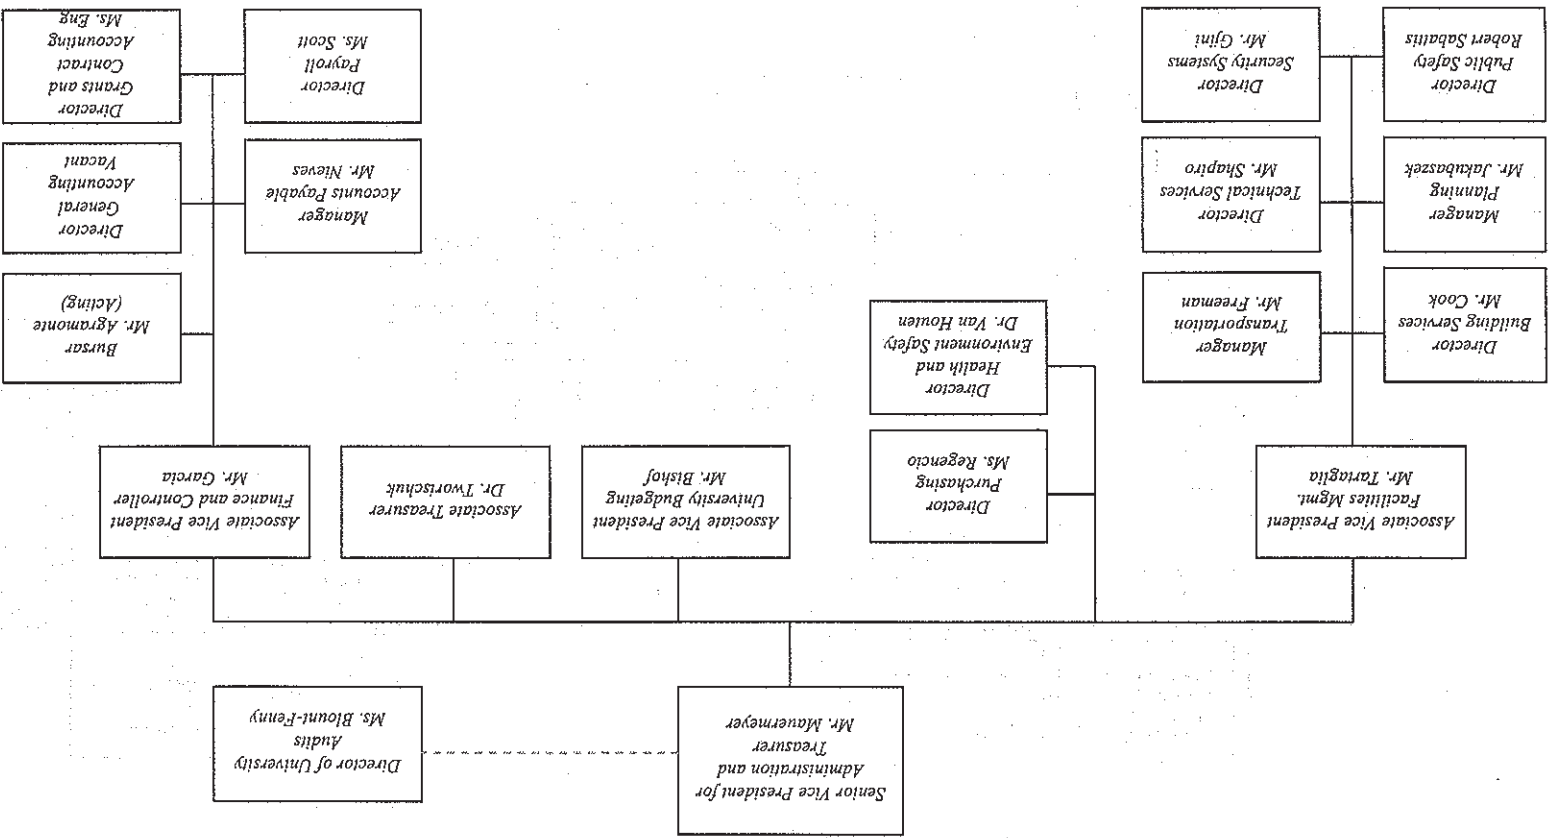 Senior Vice President for
Administration and
Treasurer
Mr. Mauermeyer
Director of University
Audits
Ms. Blount-Fenny
Associate Vice President
Facilities Mgmt.
Mr. Tartaglia
Director
Purchasing
Ms. Regencio
Associate Vice President
University Budgeting
Mr. Bishof
Associate Treasurer
Dr. Tworischuk
Associate Vice President
Finance and Controller
Mr. Garcia
Director
Building Services
Mr. Cook
Manager
Transportation
Mr. Freeman
Director
Health and
Environment Safety
Dr. Van Houten
Bursar
Mr. Agramonte
(Acting)
Manager
Planning
Mr. Jakubaszek
Director
Technical Services
Mr. Shapiro
Manager
Accounts Payable
Mr. Nieves
Director
General
Accounting
Vacant
Director
Public Safety
Robert Sabattis
Director
Security Systems
Mr. Gjini
Director
Payroll
Ms. Scott
Director
Grants and
Contract
Accounting
Ms. Eng